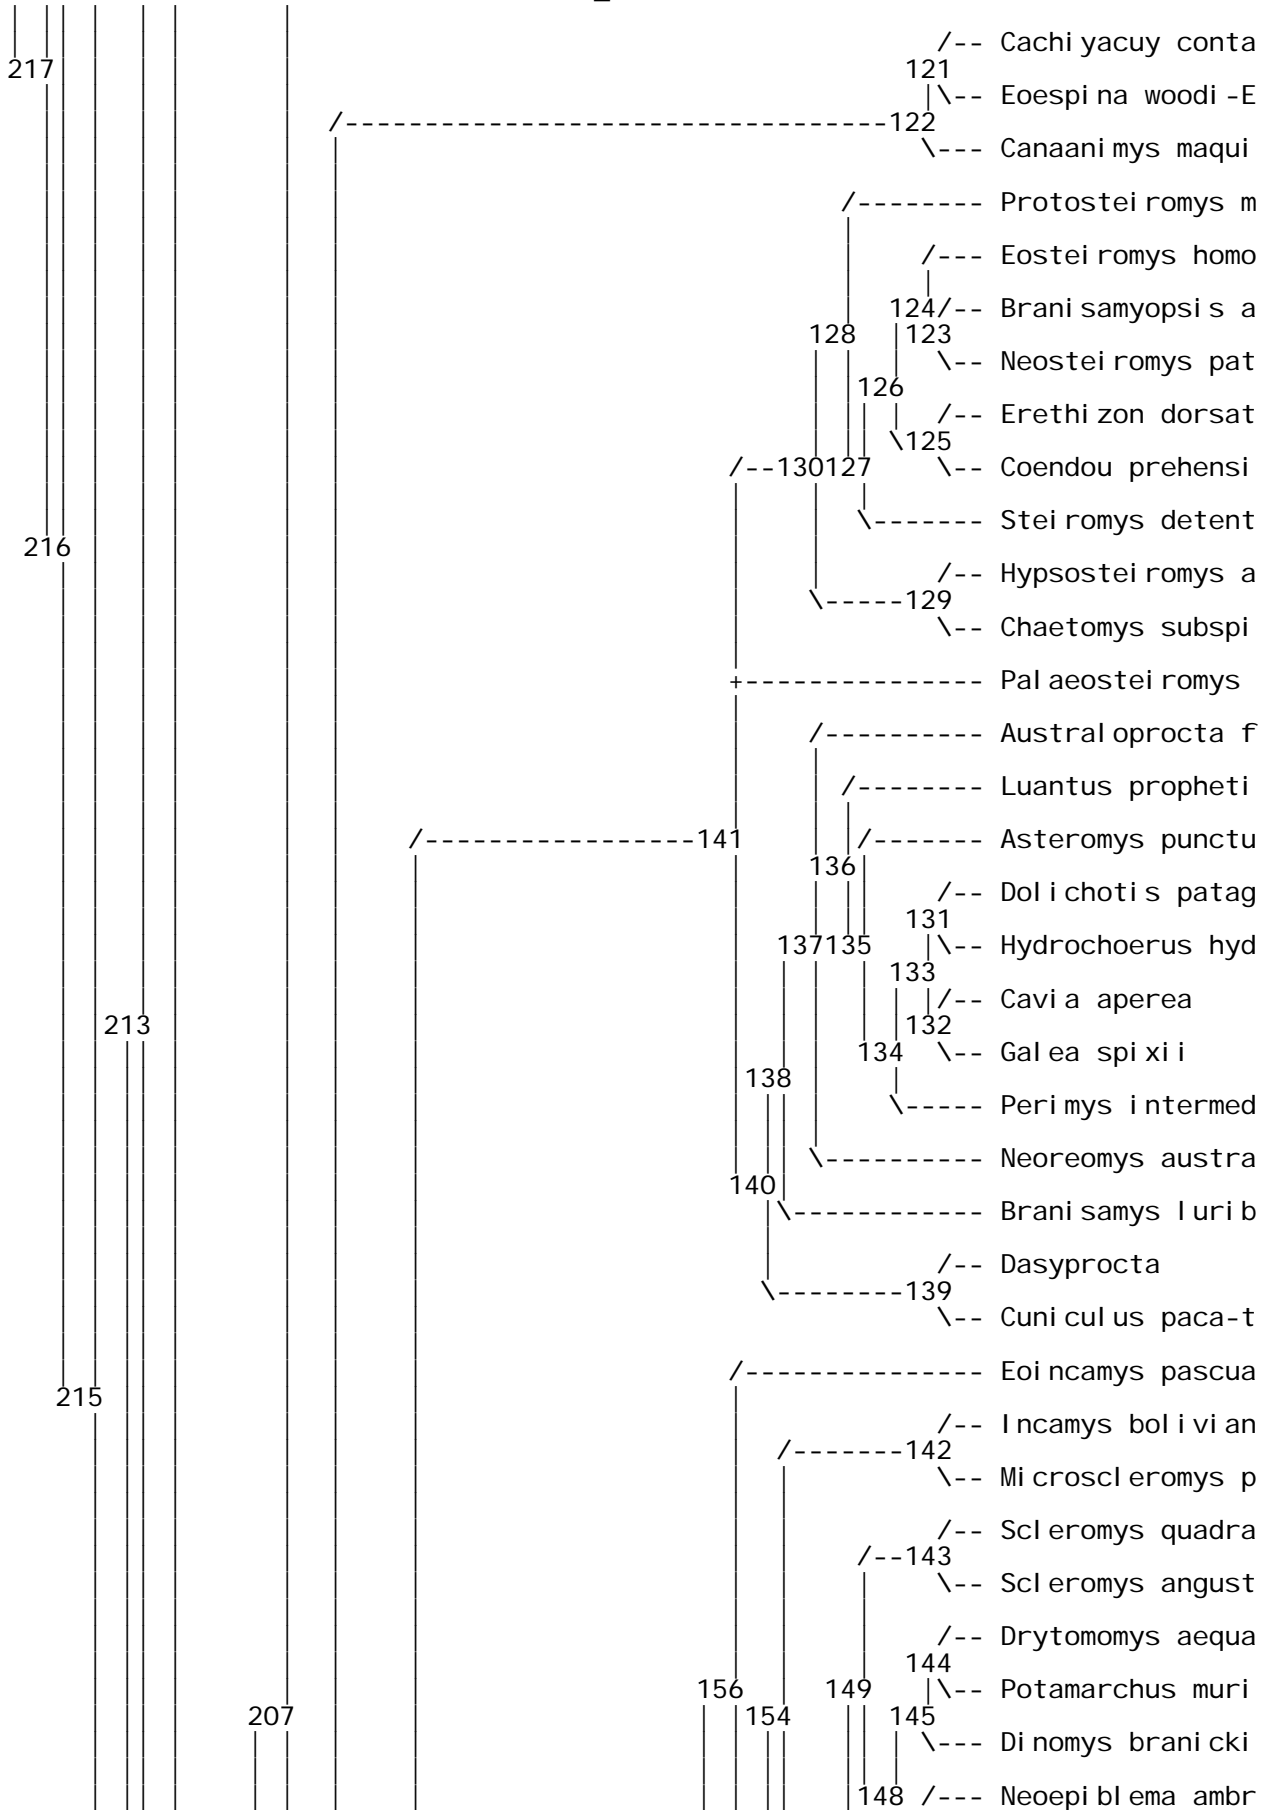 /-- Cachiyacuy conta
217 121
|\-- Eoespina woodi-E
/----------------------------------122
\--- Canaanimys maqui
/-------- Protosteiromys m
/--- Eosteiromys homo
124/-- Branisamyopsis a
128 |123
\-- Neosteiromys pat
126
| /-- Erethizon dorsat
\125
/--130127 \-- Coendou prehensi
\------- Steiromys detent
216
/-- Hypsosteiromys a
\-----129
\-- Chaetomys subspi
+--------------- Palaeosteiromys
/---------- Australoprocta f
/-------- Luantus propheti
/-----------------141 /------- Asteromys punctu
136
/-- Dolichotis patag
131
137135 |\-- Hydrochoerus hyd
133
|/-- Cavia aperea
213 132
134 \-- Galea spixii
138
\----- Perimys intermed
\---------- Neoreomys austra
140
\------------ Branisamys lurib
/-- Dasyprocta
\--------139
\-- Cuniculus paca-t
/--------------- Eoincamys pascua
215
/-- Incamys bolivian
/-------142
\-- Microscleromys p
/-- Scleromys quadra
/--143
\-- Scleromys angust
/-- Drytomomys aequa
144
156 149 |\-- Potamarchus muri
207 154 145
\--- Dinomys branicki
148 /--- Neoepiblema ambr